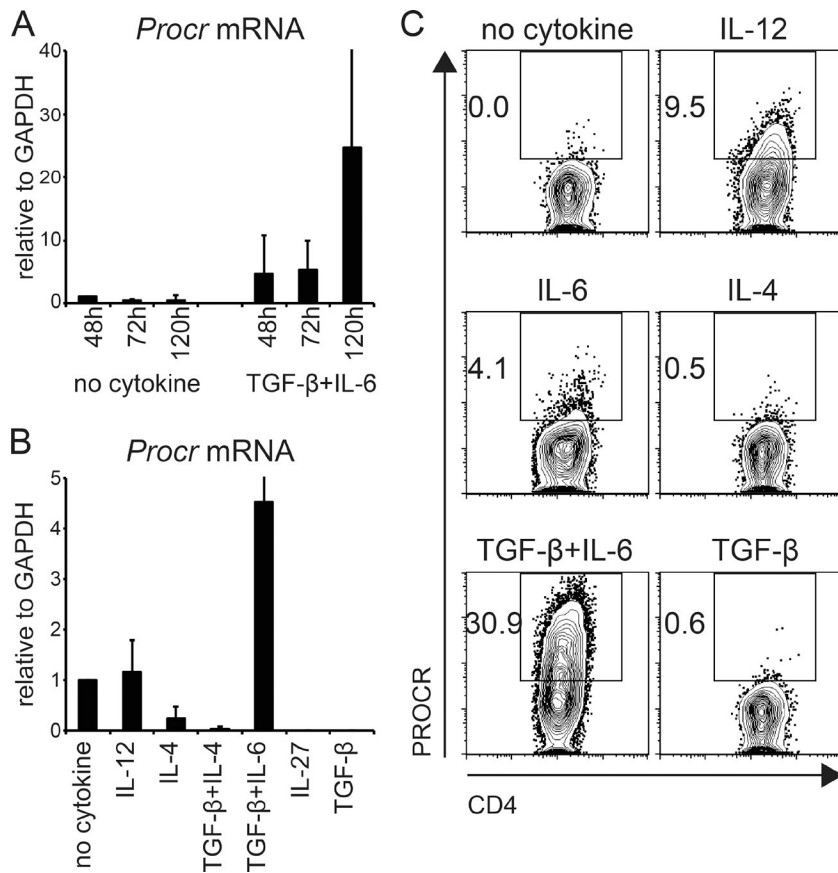 A
Procr mRNA
relative to GAPDH
40
30
20
10
0
48h
72h
120h
48h
72h
120h
no cytokine
TGF-β+IL-6
B
Procr mRNA
relative to GAPDH
5
4
3
2
1
0
no cytokine
IL-12
IL-4
TGF-β+IL-4
TGF-β+IL-6
IL-27
TGF-β
C
no cytokine
0.0
IL-12
9.5
IL-6
4.1
IL-4
0.5
TGF-β+IL-6
30.9
TGF-β
0.6
PROCR
CD4